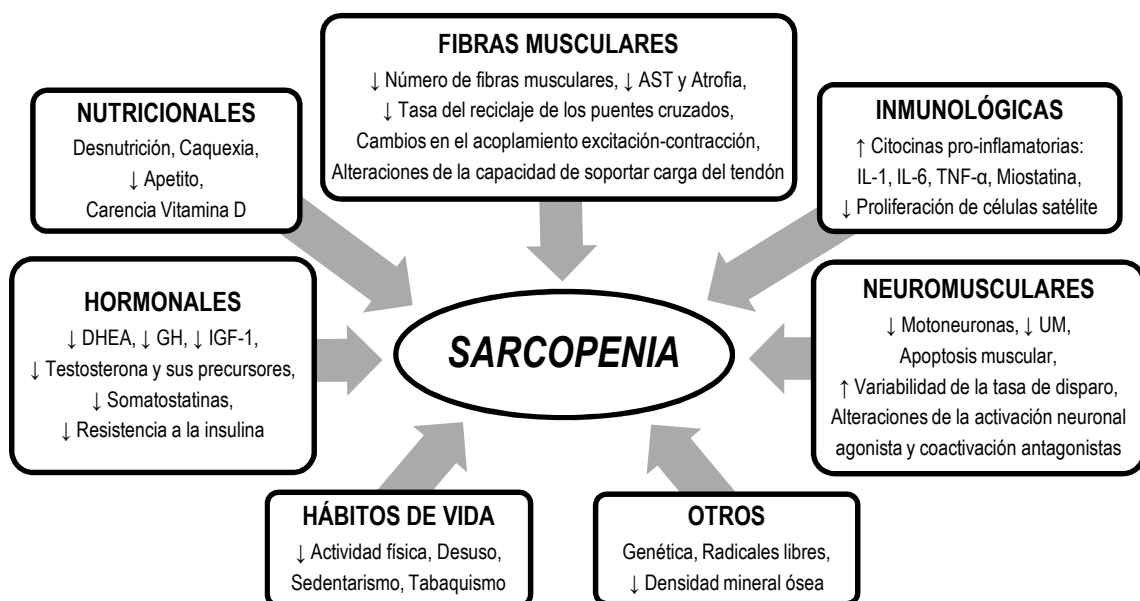 FIBRAS MUSCULARES
↓ Número de fibras musculares, ↓ AST y Atrofia,
↓ Tasa del reciclaje de los puentes cruzados,
Cambios en el acoplamiento excitación-contracción,
Alteraciones de la capacidad de soportar carga del tendón
NUTRICIONALES
Desnutrición, Caquexia,
↓ Apetito,
Carencia Vitamina D
INMUNOLÓGICAS
↑ Citocinas pro-inflamatorias:
IL-1, IL-6, TNF-α, Miostatina,
↓ Proliferación de células satélite
HORMONALES
↓ DHEA, ↓ GH, ↓ IGF-1,
↓ Testosterona y sus precursores,
↓ Somatostatinas,
↓ Resistencia a la insulina
SARCOPENIA
NEUROMUSCULARES
↓ Motoneuronas, ↓ UM,
Apoptosis muscular,
↑ Variabilidad de la tasa de disparo,
Alteraciones de la activación neuronal
agonista y coactivación antagonistas
HÁBITOS DE VIDA
↓ Actividad física, Desuso,
Sedentarismo, Tabaquismo
OTROS
Genética, Radicales libres,
↓ Densidad mineral ósea